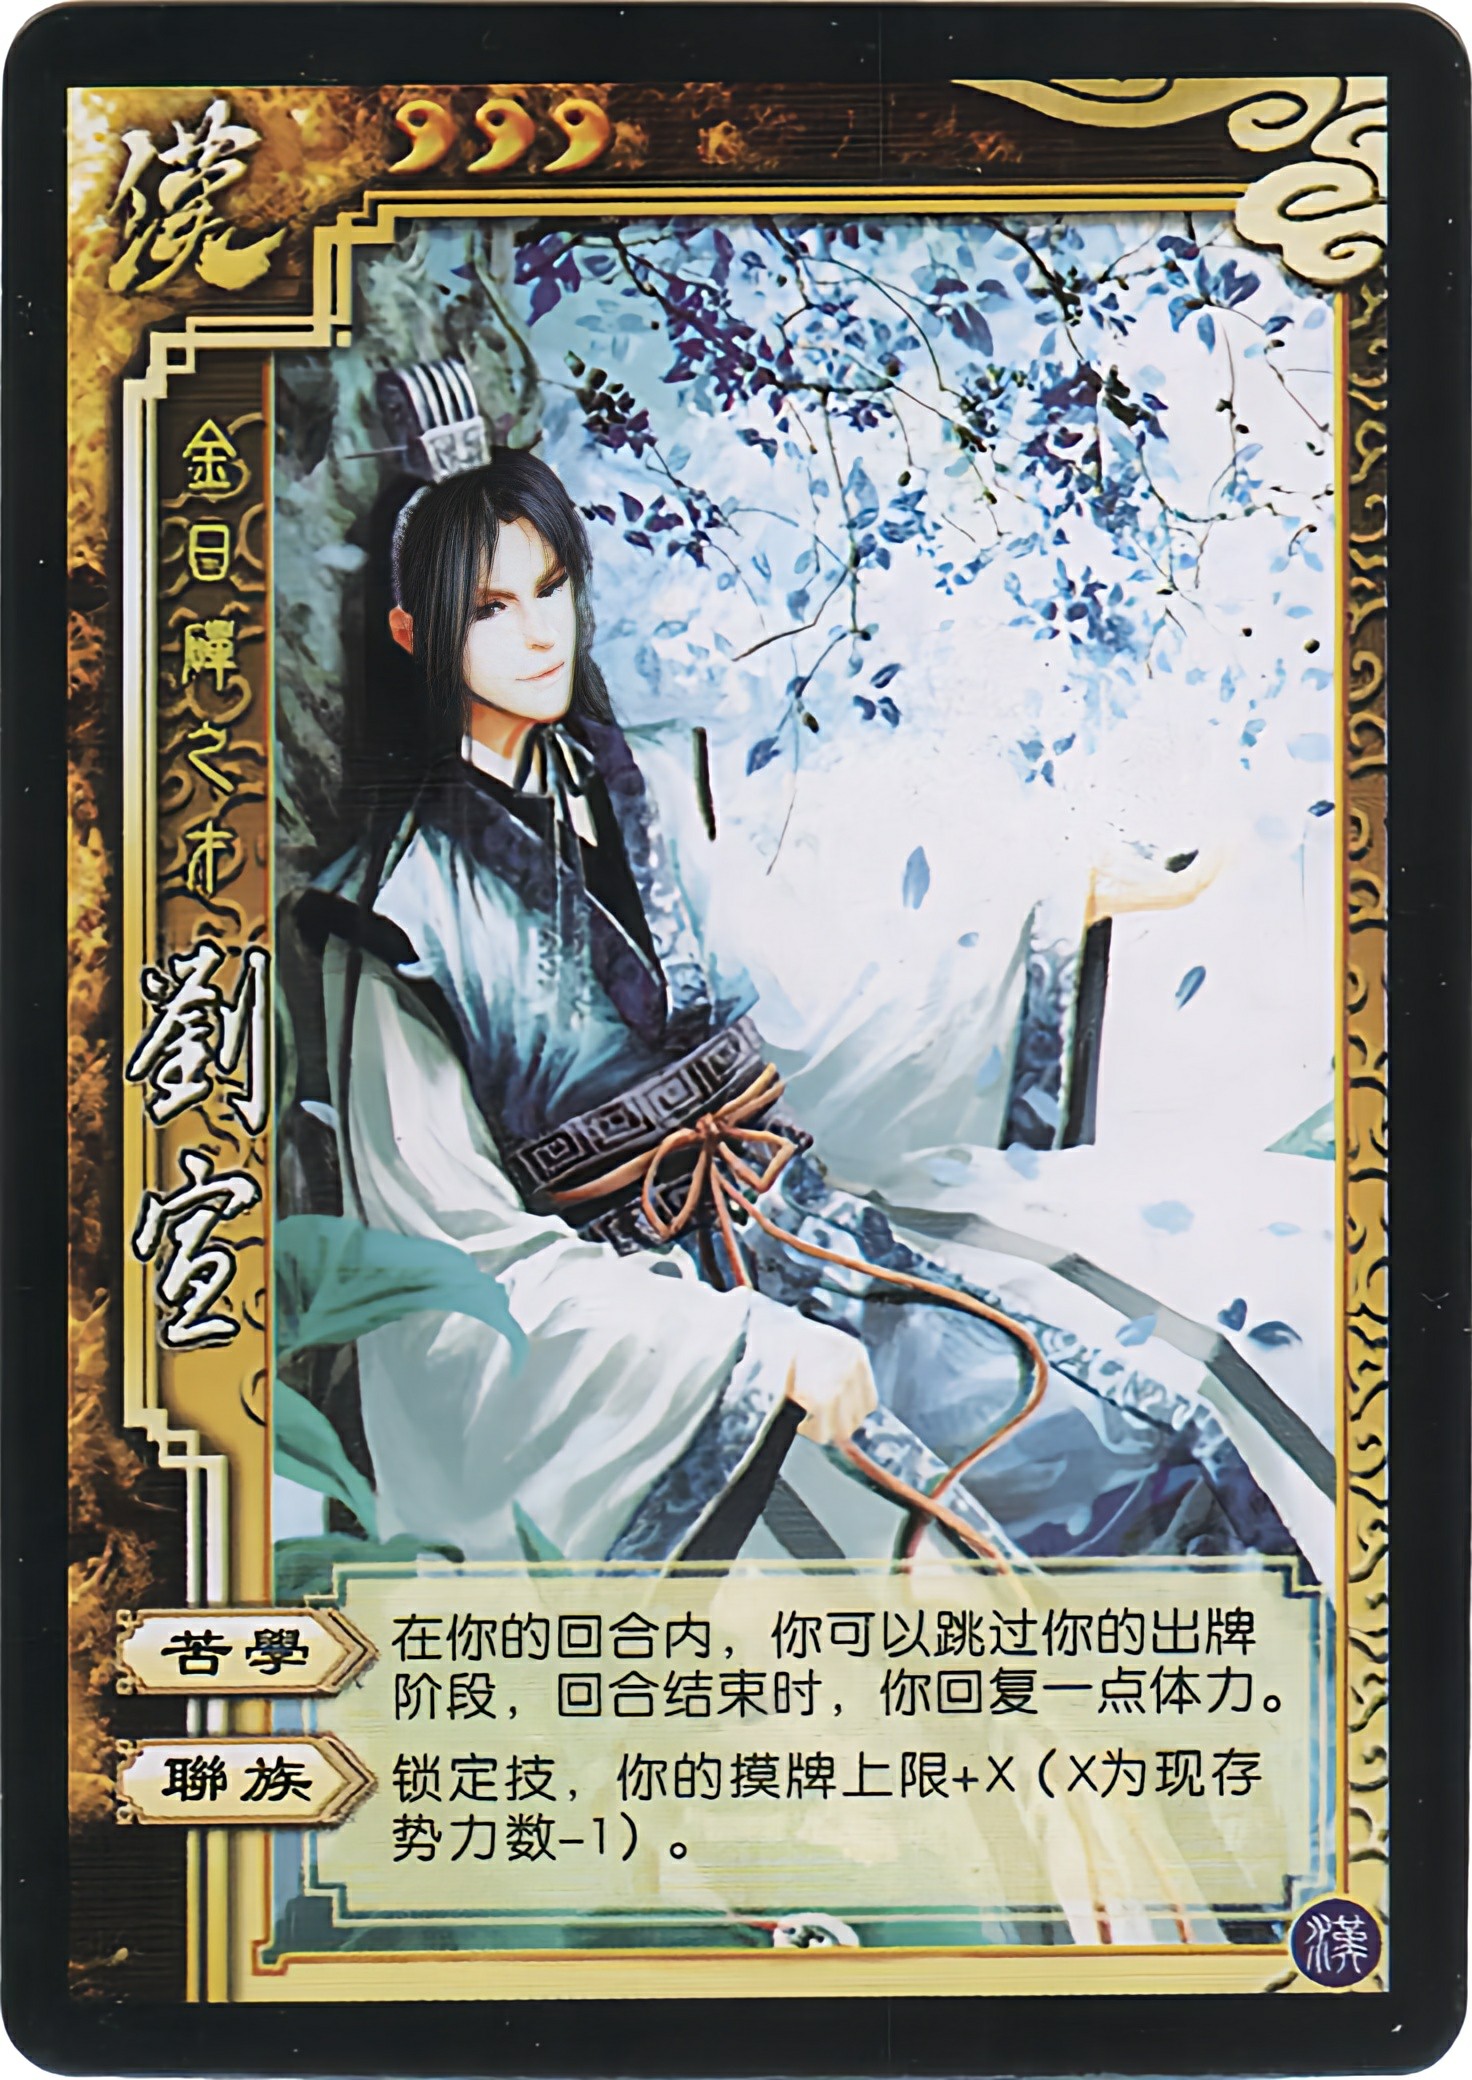 漢
金日磾之才
劉宣
苦學
在你的回合内，你可以跳过你的出牌
阶段，回合结束时，你回复一点体力。
聯族
锁定技，你的摸牌上限+X（X为现存
势力数-1）。
漢